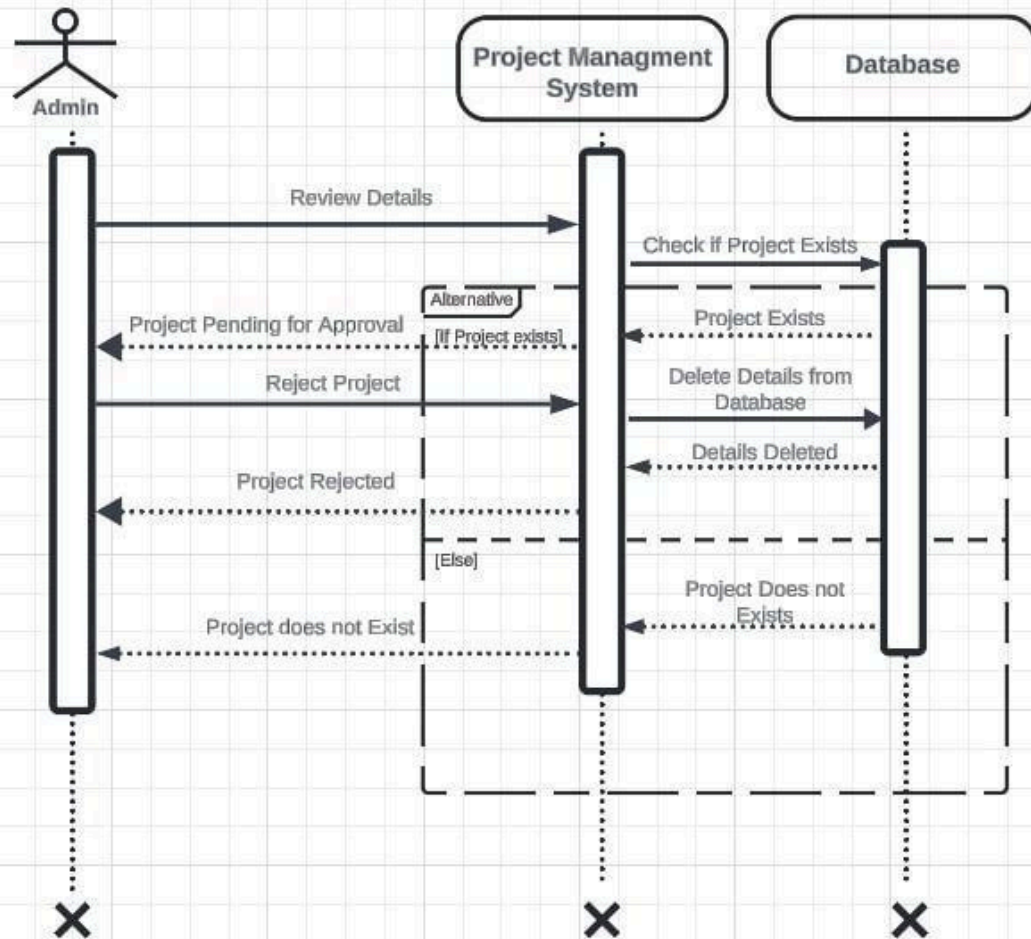 Admin
Project Managment
System
Database
Review Details
Check if Project Exists
Alternative
Project Exists
Project Pending for Approval
[If Project exists]
Reject Project
Delete Details from
Database
Details Deleted
Project Rejected
[Else]
Project Does not
Exists
Project does not Exist